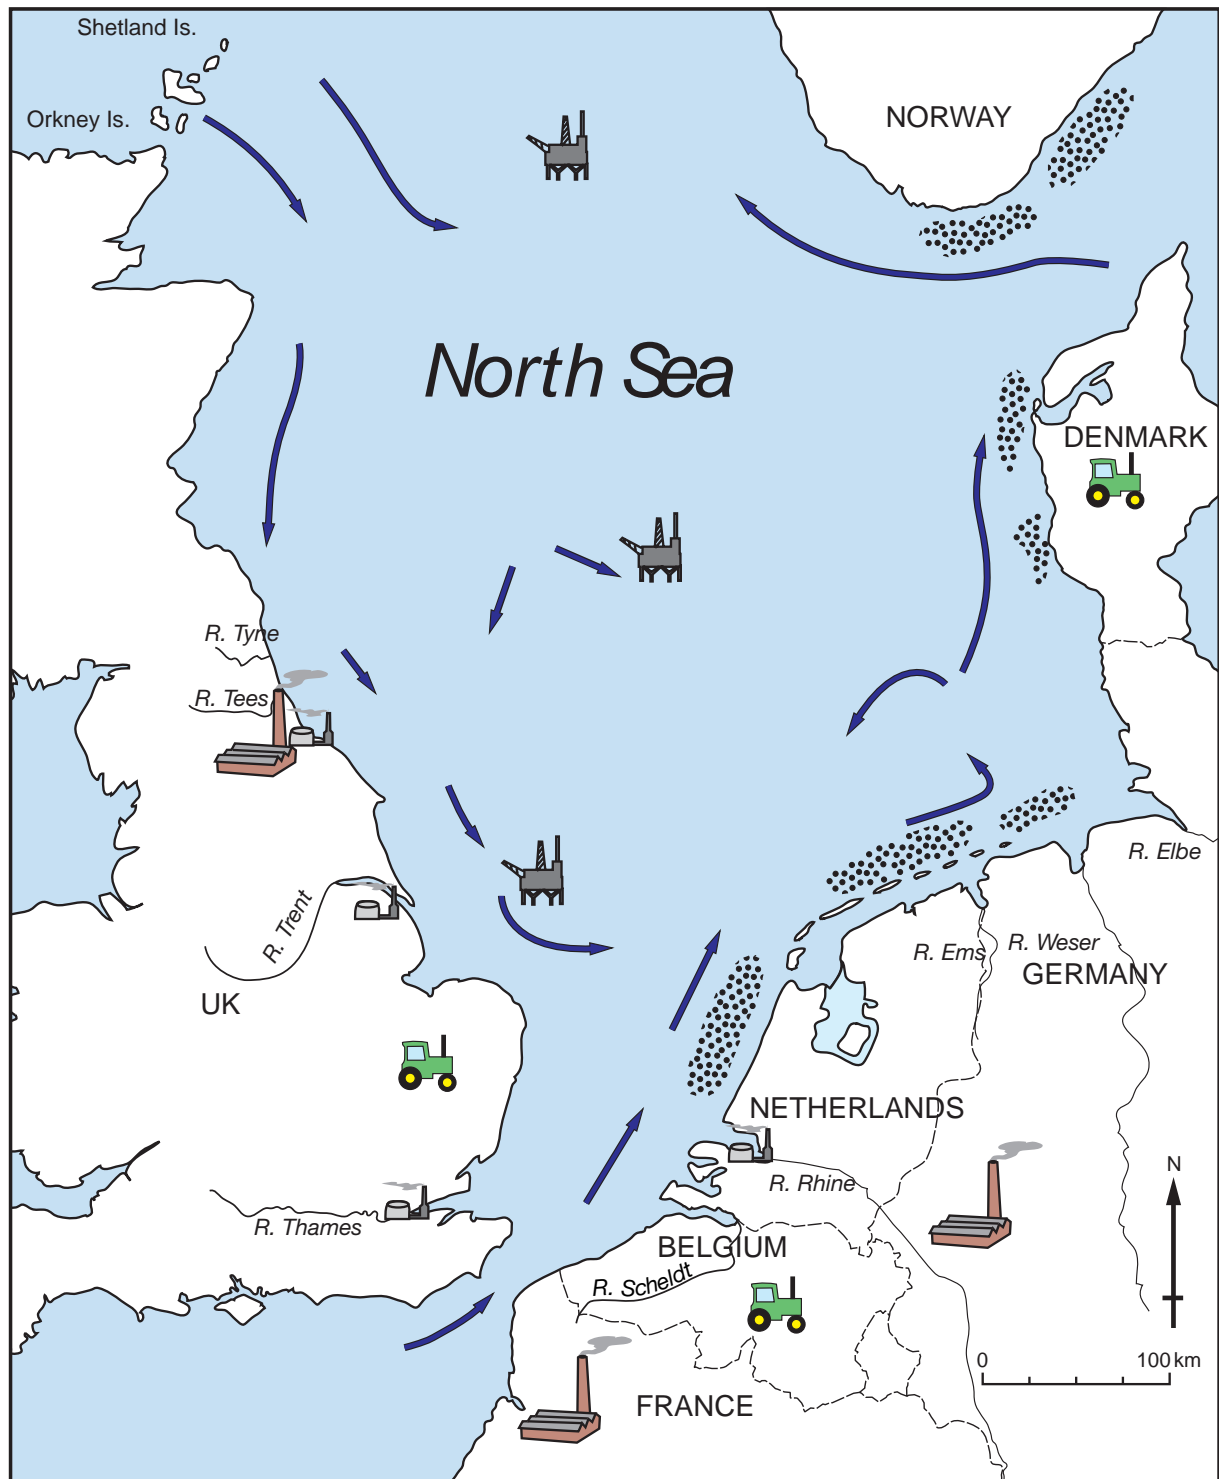 Shetland Is.
Orkney Is.
NORWAY
North Sea
DENMARK
R. Tyne
R. Tees
R. Elbe
R. Trent
R. Ems
R. Weser
GERMANY
UK
NETHERLANDS
R. Rhine
N
R. Thames
BELGIUM
R. Scheldt
0 100 km
FRANCE